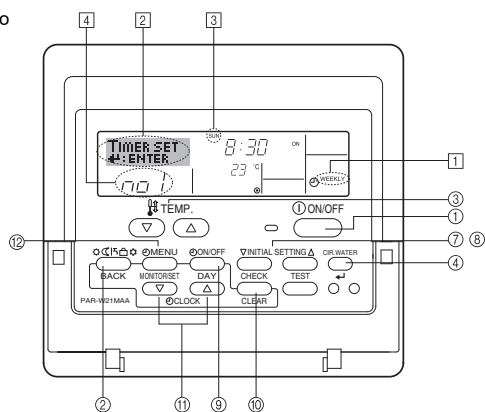 o
4 2 3
SUN
TIMER SET
:ENTER
8:30 ON
23 °C
1
WEEKLY
no 1
TEMP.
ON/OFF
3
1
12
7 8
4
MENU ON/OFF INITIAL SETTING CIR.WATER
BACK MONITOR/SET DAY CHECK TEST
PAR-W21MAA CLOCK CLEAR
2 11 9 10